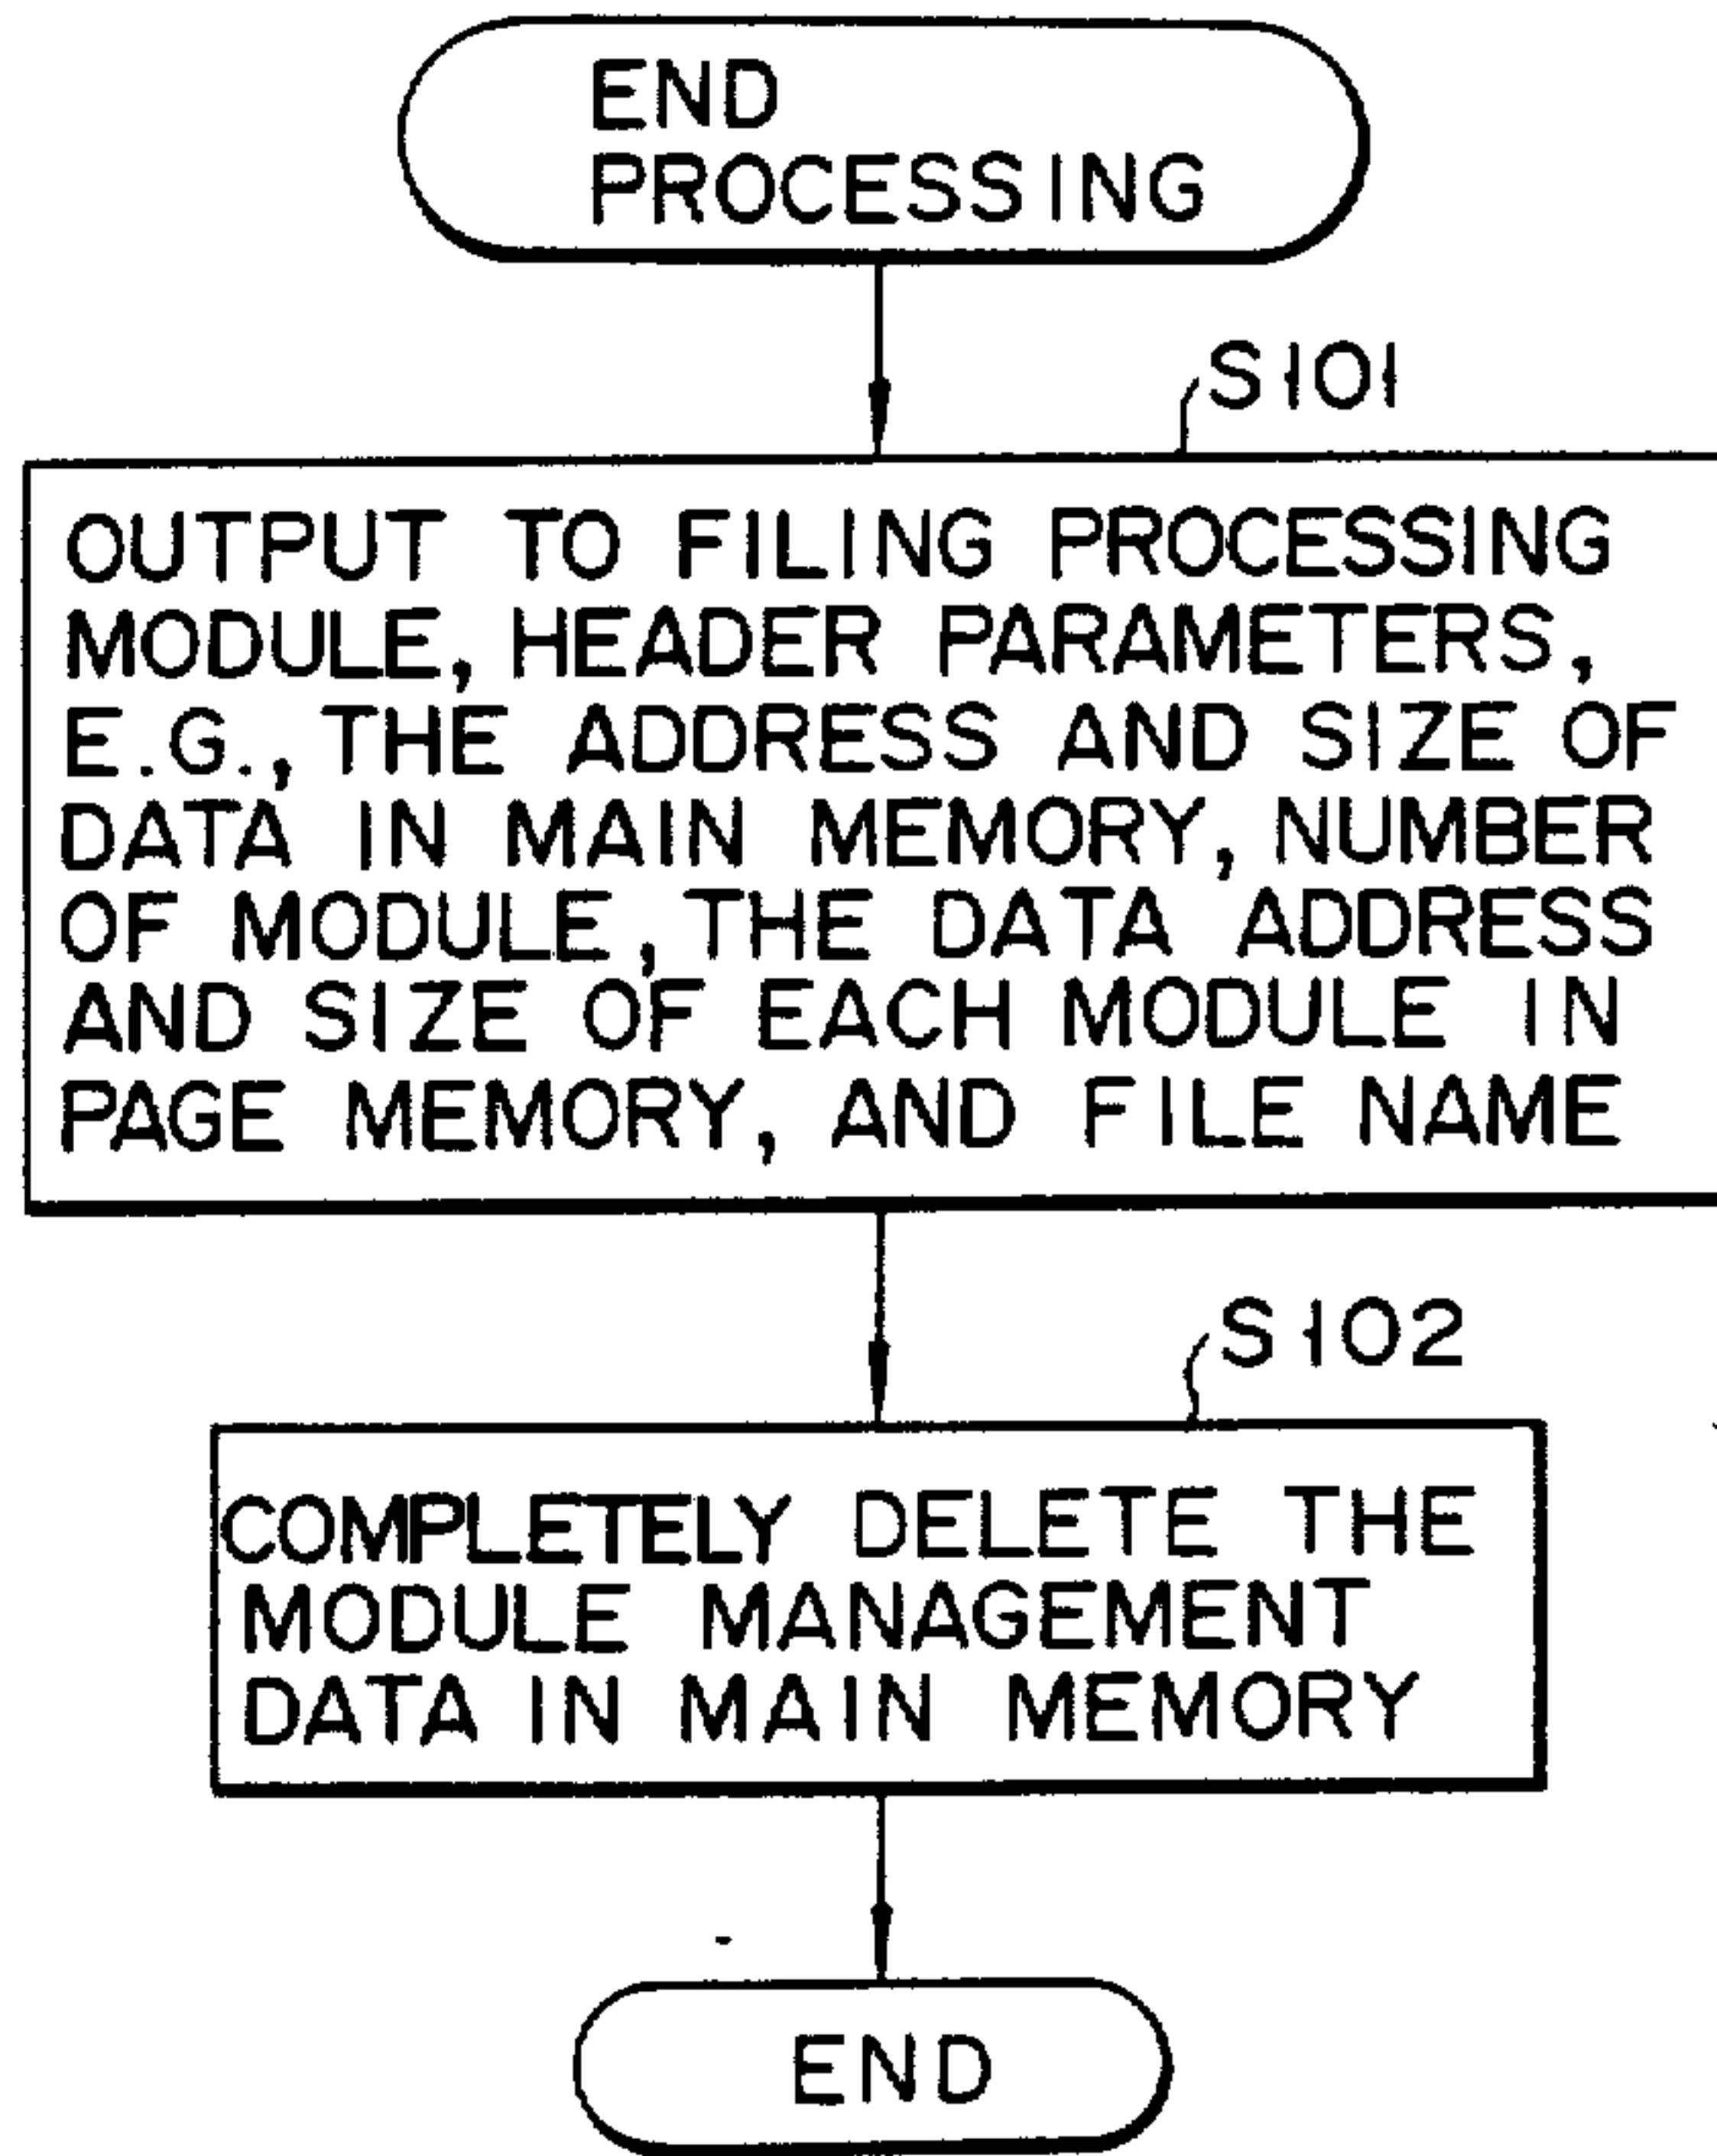 END
PROCESSING
S101
OUTPUT TO FILING PROCESSING
MODULE, HEADER PARAMETERS,
E.G., THE ADDRESS AND SIZE OF
DATA IN MAIN MEMORY, NUMBER
OF MODULE, THE DATA ADDRESS
AND SIZE OF EACH MODULE IN
PAGE MEMORY, AND FILE NAME
S102
COMPLETELY DELETE THE
MODULE MANAGEMENT
DATA IN MAIN MEMORY
END